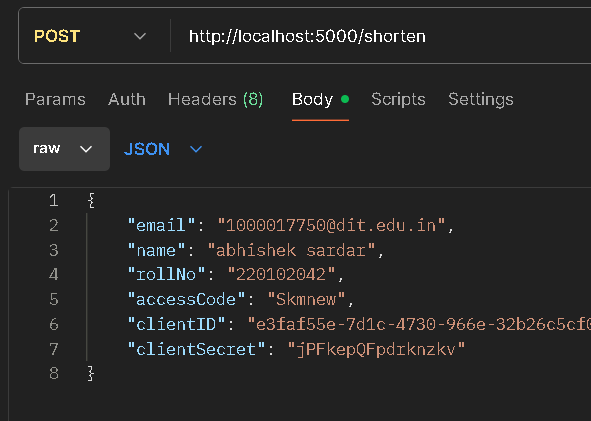 POST http://localhost:5000/shorten
Params Auth Headers (8) Body Scripts Settings
raw JSON
1 {
2 "email": "1000017750@dit.edu.in",
3 "name": "abhishek sardar",
4 "rollNo": "220102042",
5 "accessCode": "Skmnew",
6 "clientID": "e3faf55e-7d1c-4730-966e-32b26c5cf0
7 "clientSecret": "jPFkepQFpdrknzkv"
8 }